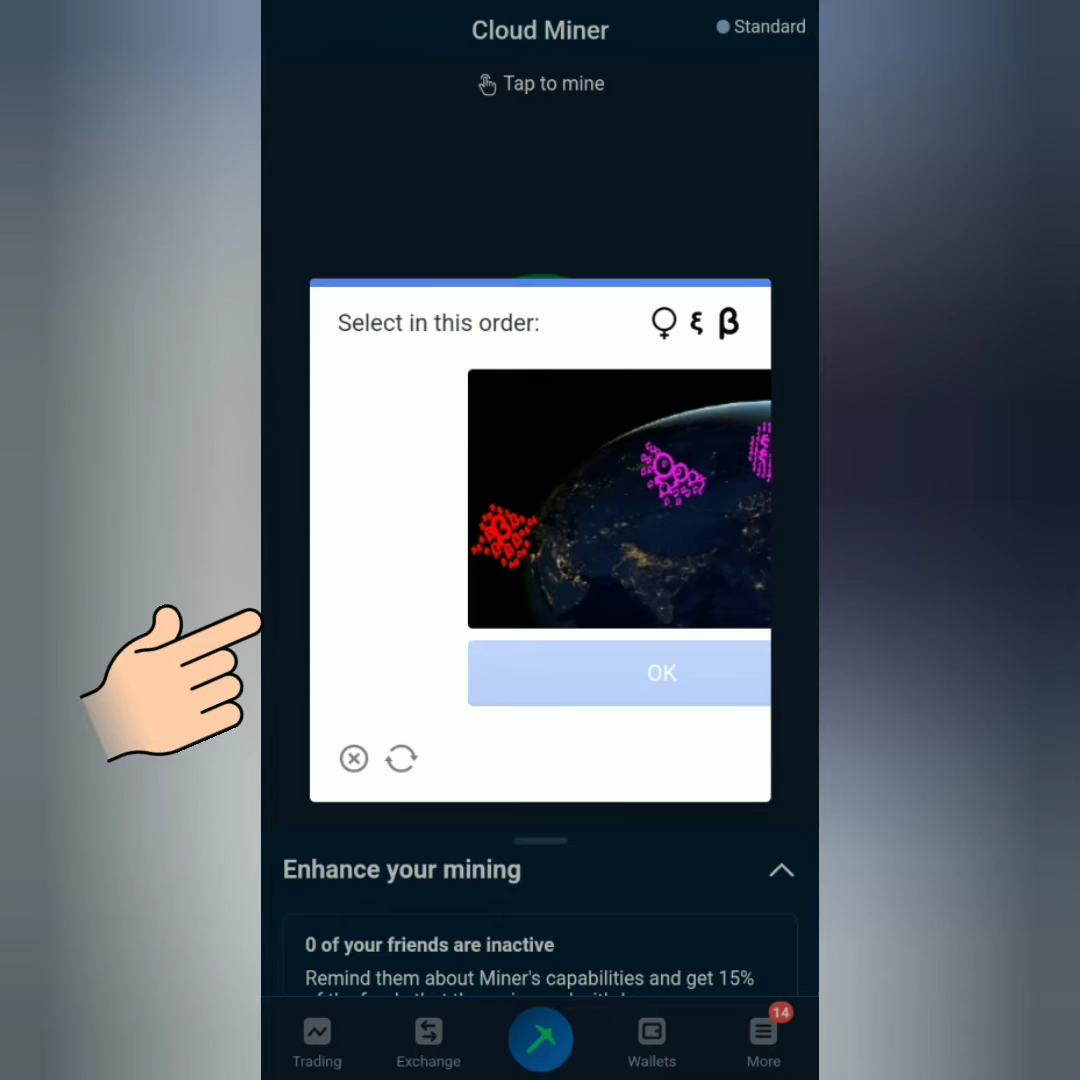 Cloud Miner
Standard
Tap to mine
Select in this order:
♀ ξ β
OK
Enhance your mining
0 of your friends are inactive
Remind them about Miner's capabilities and get 15%
14
Trading
Exchange
Wallets
More